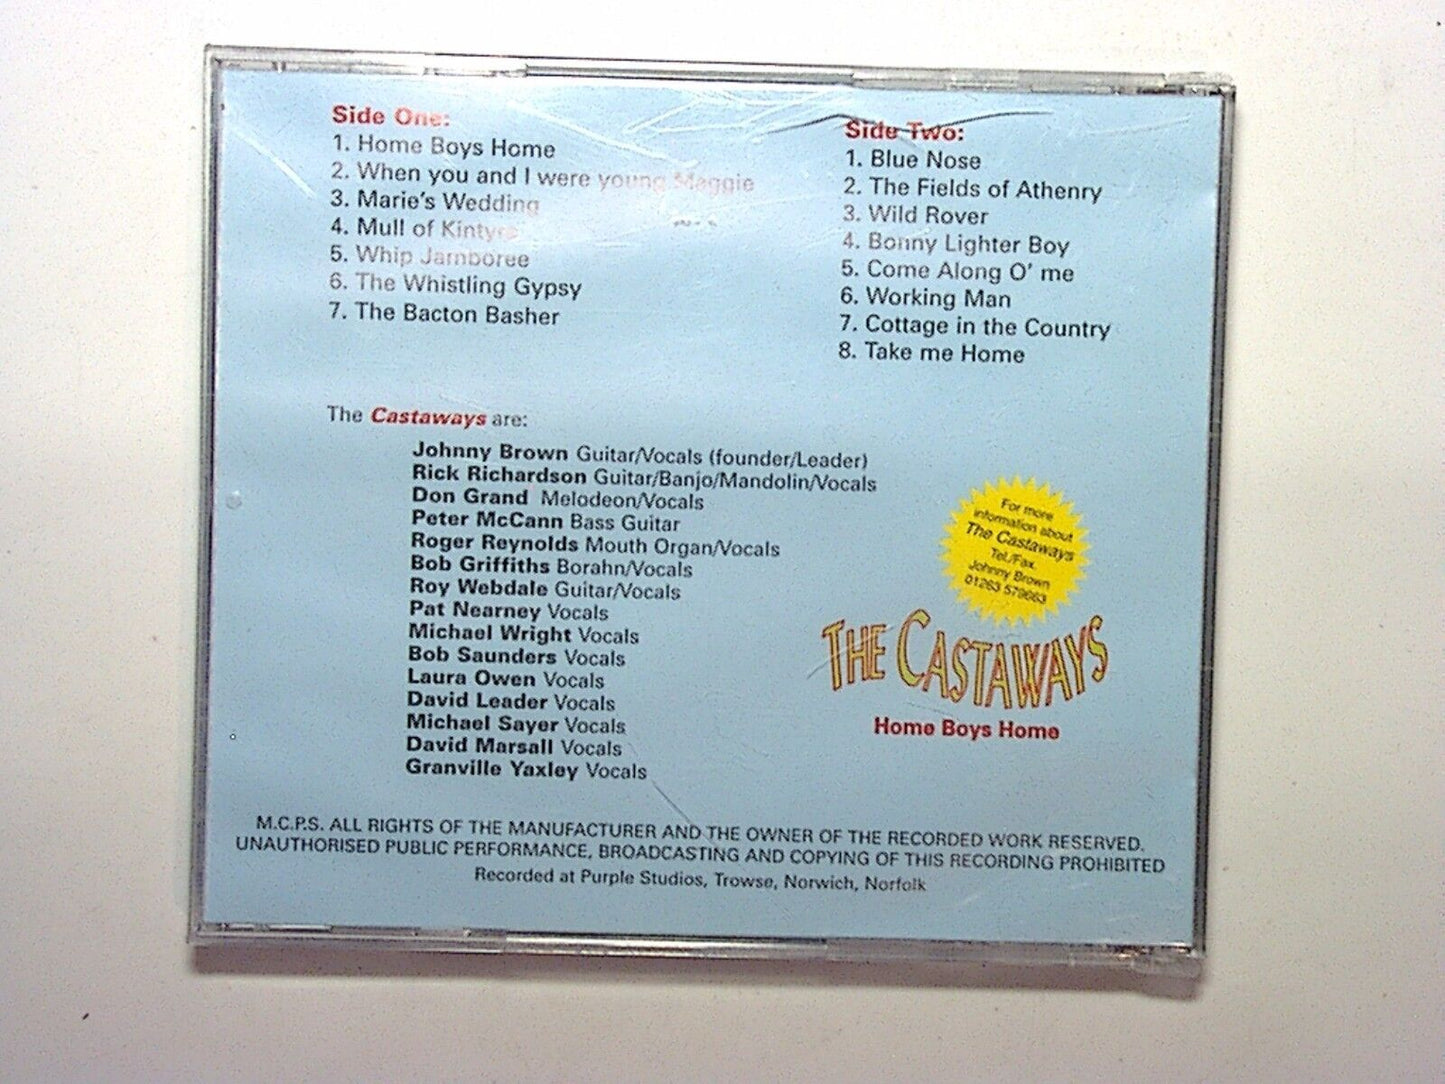 Side One:
1. Home Boys Home
2. When you and I were young Maggie
3. Marie's Wedding
4. Mull of Kintyre
5. Whip Jamboree
6. The Whistling Gypsy
7. The Bacton Basher
Side Two:
1. Blue Nose
2. The Fields of Athenry
3. Wild Rover
4. Bonny Lighter Boy
5. Come Along O' me
6. Working Man
7. Cottage in the Country
8. Take me Home
The Castaways are:
Johnny Brown Guitar/Vocals (founder/Leader)
Rick Richardson Guitar/Banjo/Mandolin/Vocals
Don Grand Melodeon/Vocals
Peter McCann Bass Guitar
Roger Reynolds Mouth Organ/Vocals
Bob Griffiths Borahn/Vocals
Roy Webdale Guitar/Vocals
Pat Nearney Vocals
Michael Wright Vocals
Bob Saunders Vocals
Laura Owen Vocals
David Leader Vocals
Michael Sayer Vocals
David Marsall Vocals
Granville Yaxley Vocals
For more
information about
The Castaways
Tel./Fax.
Johnny Brown
01263 579663
THE CASTAWAYS
Home Boys Home
M.C.P.S. ALL RIGHTS OF THE MANUFACTURER AND THE OWNER OF THE RECORDED WORK RESERVED.
UNAUTHORISED PUBLIC PERFORMANCE, BROADCASTING AND COPYING OF THIS RECORDING PROHIBITED
Recorded at Purple Studios, Trowse, Norwich, Norfolk